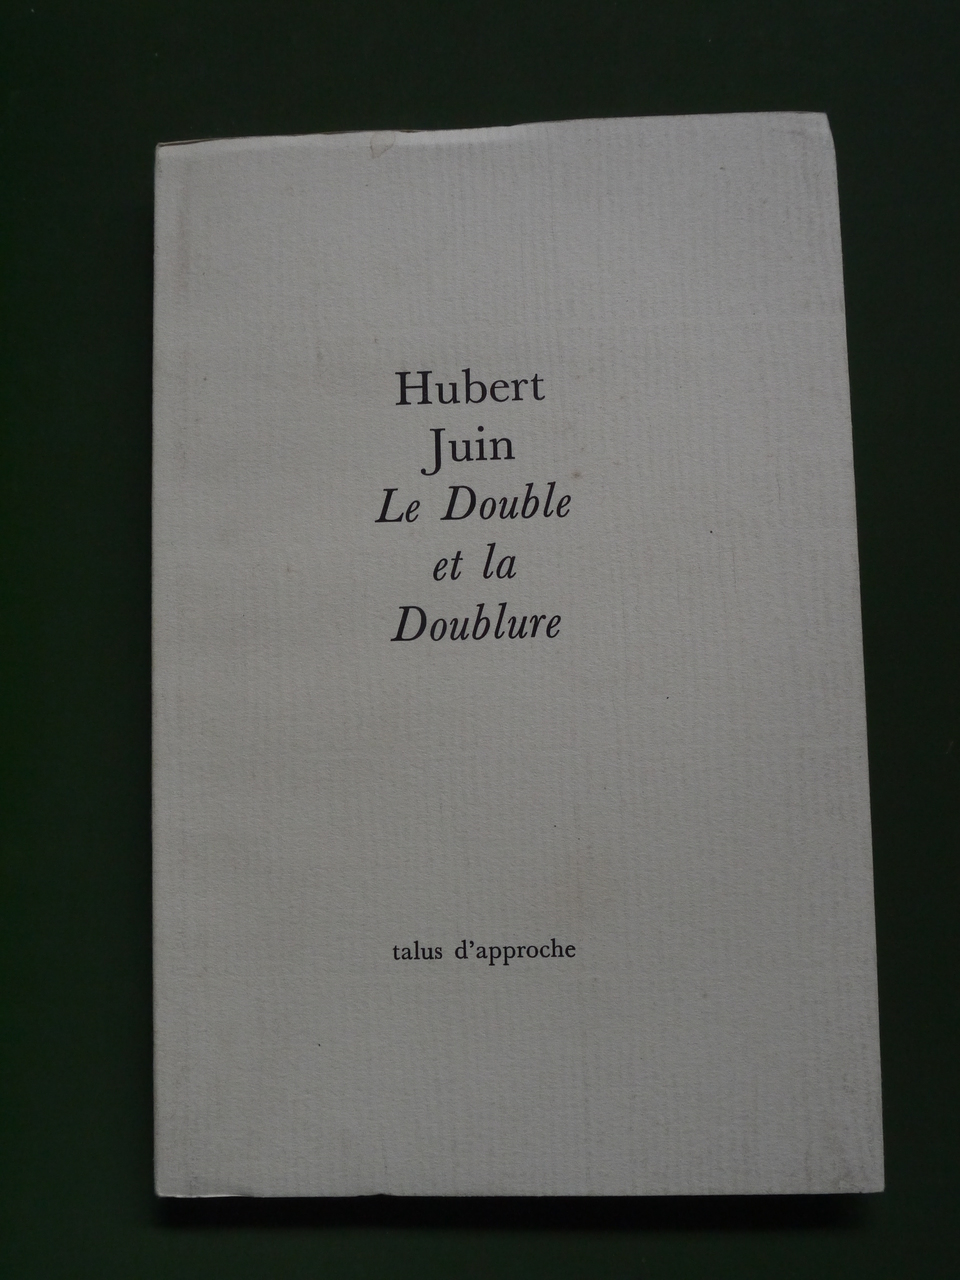 Hubert
Juin
Le Double
et la
Doublure
talus d'approche